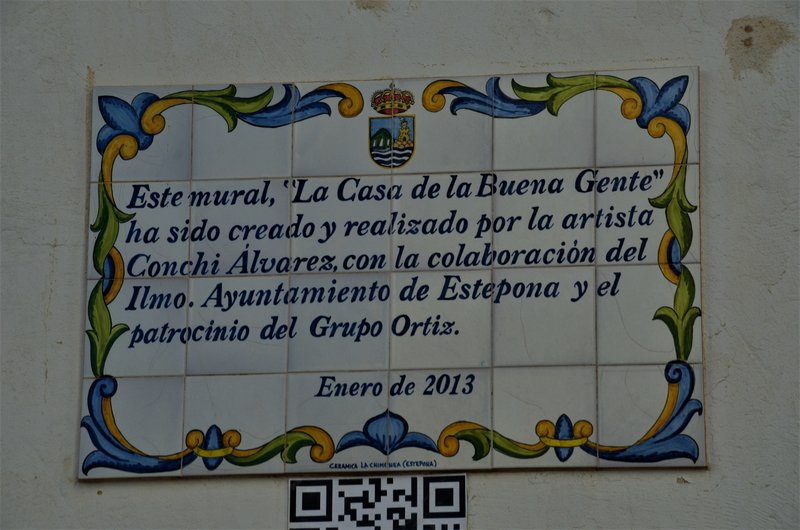 Este mural, "La Casa de la Buena Gente"
ha sido creado y realizado por la artista
Conchi Álvarez, con la colaboración del
Ilmo. Ayuntamiento de Estepona y el
patrocinio del Grupo Ortiz.
Enero de 2013
CERAMICA LA CHIMENEA (ESTEPONA)